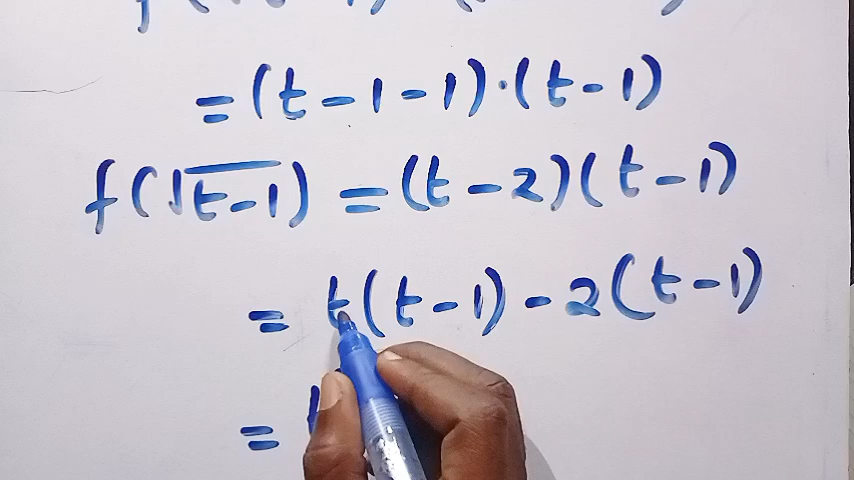 = (t - 1 - 1) · (t - 1)
f(√t-1) = (t - 2)(t - 1)
= t(t - 1) - 2(t - 1)
=